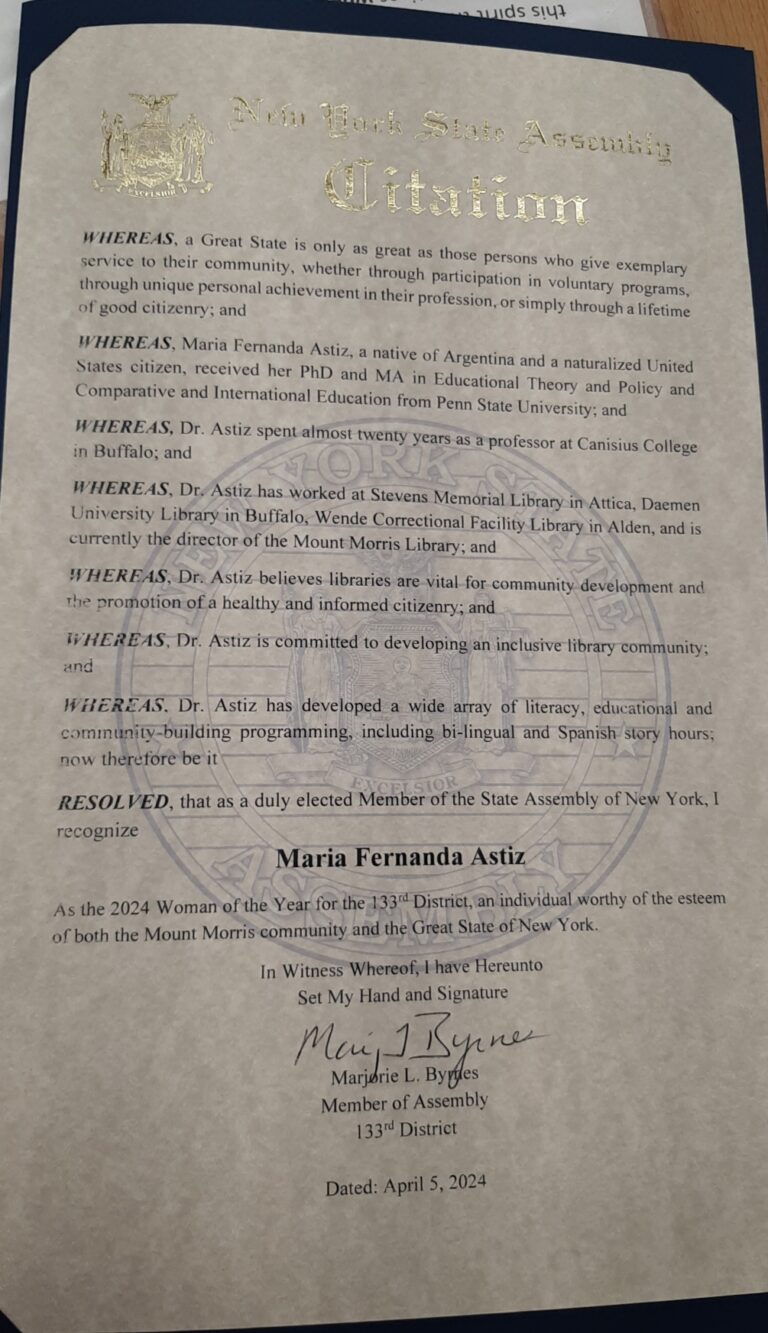 this spirit
New York State Assembly
EXCELSIOR
Citation
WHEREAS, a Great State is only as great as those persons who give exemplary
service to their community, whether through participation in voluntary programs,
through unique personal achievement in their profession, or simply through a lifetime
of good citizenry; and
WHEREAS, Maria Fernanda Astiz, a native of Argentina and a naturalized United
States citizen, received her PhD and MA in Educational Theory and Policy and
Comparative and International Education from Penn State University; and
WHEREAS, Dr. Astiz spent almost twenty years as a professor at Canisius College
in Buffalo; and
WHEREAS, Dr. Astiz has worked at Stevens Memorial Library in Attica, Daemen
University Library in Buffalo, Wende Correctional Facility Library in Alden, and is
currently the director of the Mount Morris Library; and
WHEREAS, Dr. Astiz believes libraries are vital for community development and
the promotion of a healthy and informed citizenry; and
WHEREAS, Dr. Astiz is committed to developing an inclusive library community;
and
WHEREAS, Dr. Astiz has developed a wide array of literacy, educational and
community-building programming, including bi-lingual and Spanish story hours;
now therefore be it
RESOLVED, that as a duly elected Member of the State Assembly of New York, I
recognize
Maria Fernanda Astiz
As the 2024 Woman of the Year for the 133rd District, an individual worthy of the esteem
of both the Mount Morris community and the Great State of New York.
In Witness Whereof, I have Hereunto
Set My Hand and Signature
Marj L Byrnes
Marjorie L. Byrnes
Member of Assembly
133rd District
Dated: April 5, 2024
NEW YORK STATE
EXCELSIOR
ASSEMBLY